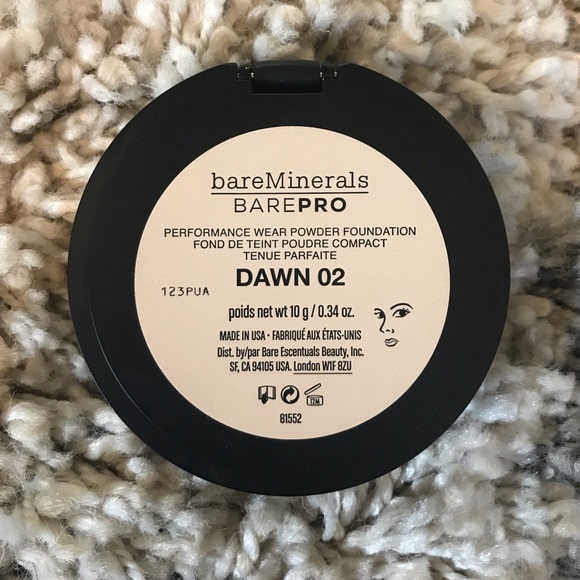 bareMinerals
BAREPRO
PERFORMANCE WEAR POWDER FOUNDATION
FOND DE TEINT POUDRE COMPACT
TENUE PARFAITE
DAWN 02
123PUA
poids net wt 10 g / 0.34 oz.
MADE IN USA • FABRIQUÉ AUX ÉTATS-UNIS
Dist. by/par Bare Escentuals Beauty, Inc.
SF, CA 94105 USA. London W1F 8ZU
12M
81552